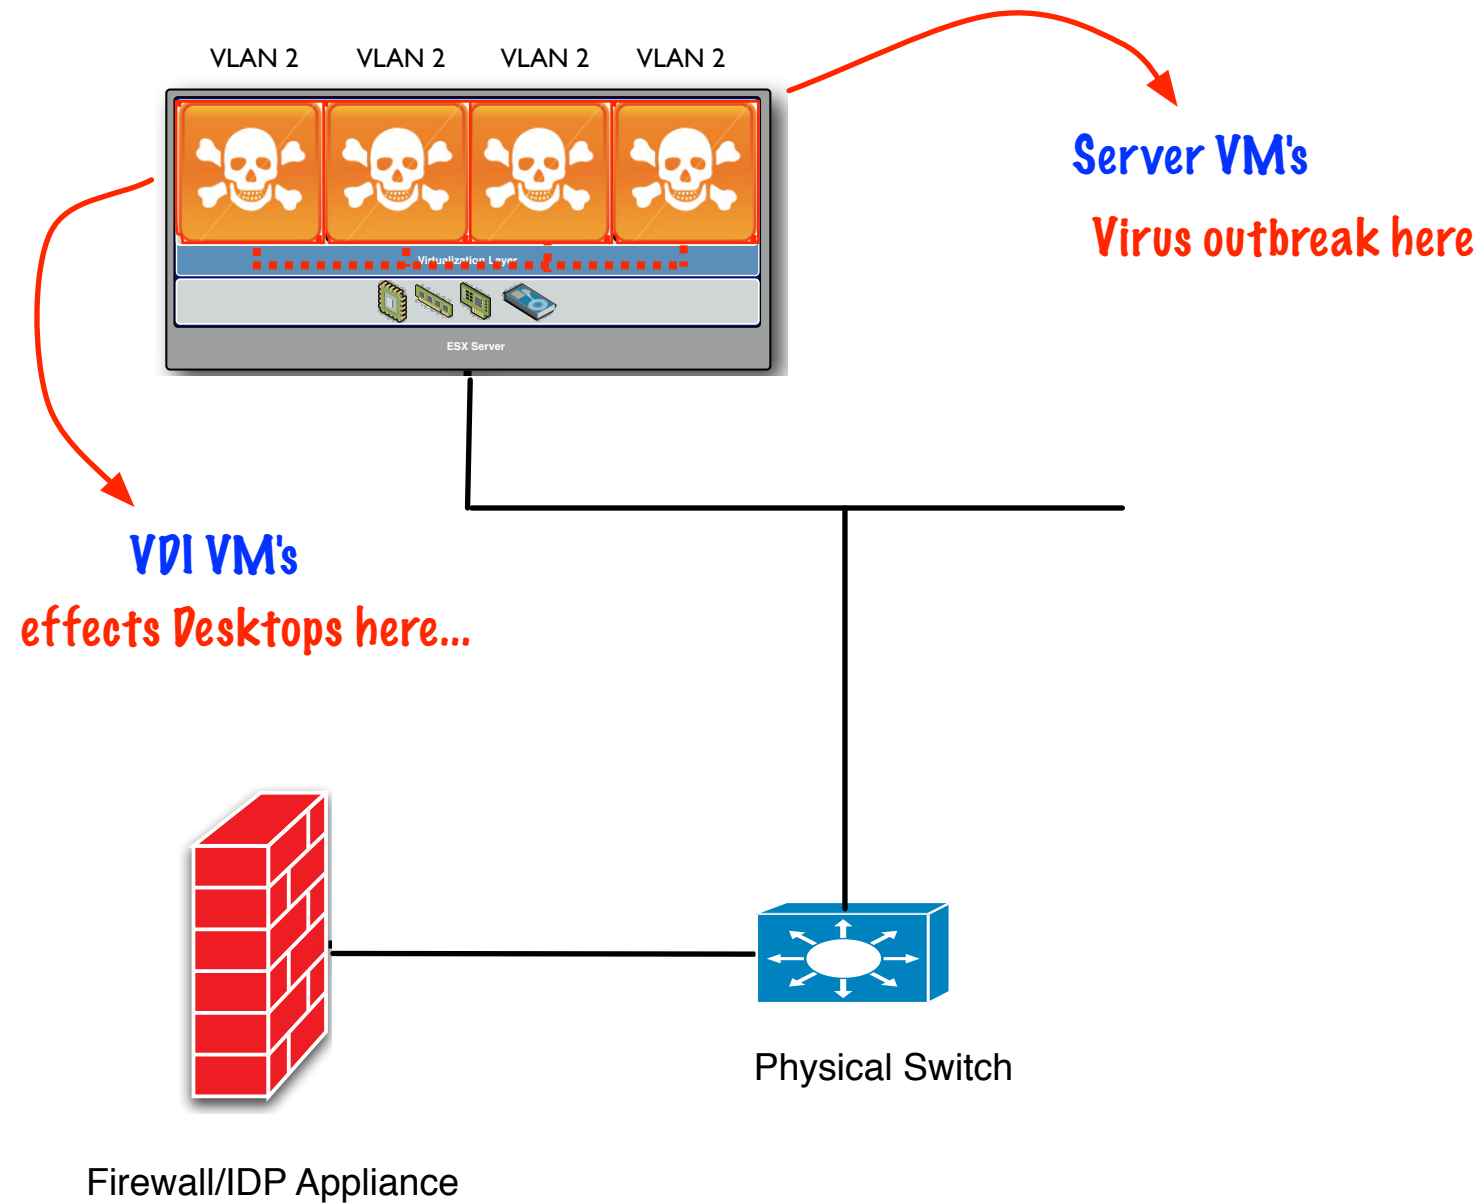 VLAN 2 VLAN 2 VLAN 2 VLAN 2
Server VM's
Virus outbreak here
Virtualization Layer
ESX Server
VDI VM's
effects Desktops here...
Physical Switch
Firewall/IDP Appliance